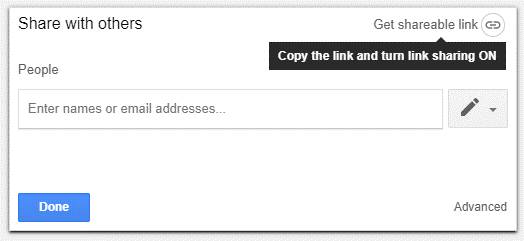 Share with others
Get shareable link
Copy the link and turn link sharing ON
People
Enter names or email addresses...
Done
Advanced